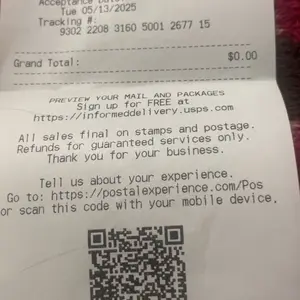 Acceptance Date:
Tue 05/13/2025
Tracking #:
9302 2208 3160 5001 2677 15
Grand Total: $0.00
PREVIEW YOUR MAIL AND PACKAGES
Sign up for FREE at
https://informeddelivery.usps.com
All sales final on stamps and postage.
Refunds for guaranteed services only.
Thank you for your business.
Tell us about your experience.
Go to: https://postalexperience.com/Pos
or scan this code with your mobile device,